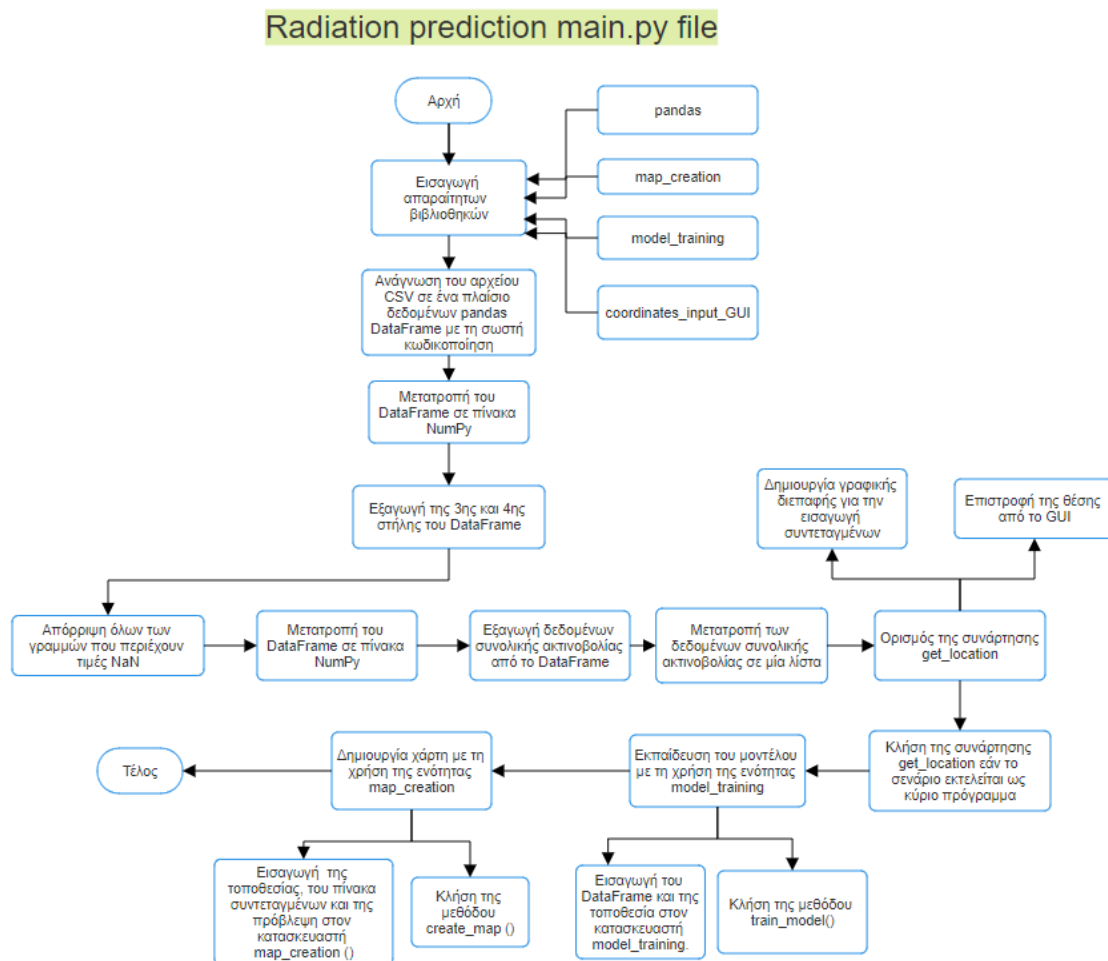 Radiation prediction main.py file
Αρχή
pandas
Εισαγωγή
απαραίτητων
βιβλιοθηκών
map_creation
model_training
coordinates_input_GUI
Ανάγνωση του αρχείου
CSV σε ένα πλαίσιο
δεδομένων pandas
DataFrame με τη σωστή
κωδικοποίηση
Μετατροπή του
DataFrame σε πίνακα
NumPy
Εξαγωγή της 3ης και 4ης
στήλης του DataFrame
Δημιουργία γραφικής
διεπαφής για την
εισαγωγή
συντεταγμένων
Επιστροφή της θέσης
από το GUI
Απόρριψη όλων των
γραμμών που περιέχουν
τιμές NaN
Μετατροπή του
DataFrame σε πίνακα
NumPy
Εξαγωγή δεδομένων
συνολικής ακτινοβολίας
από το DataFrame
Μετατροπή των
δεδομένων συνολικής
ακτινοβολίας σε μία λίστα
Ορισμός της συνάρτησης
get_location
Κλήση της συνάρτησης
get_location εάν το
σενάριο εκτελείται ως
κύριο πρόγραμμα
Εκπαίδευση του μοντέλου
με τη χρήση της ενότητας
model_training
Δημιουργία χάρτη με τη
χρήση της ενότητας
map_creation
Τέλος
Εισαγωγή της
τοποθεσίας, του πίνακα
συντεταγμένων και της
πρόβλεψη στον
κατασκευαστή
map_creation ()
Κλήση της
μεθόδου
create_map ()
Εισαγωγή του
DataFrame και της
τοποθεσία στον
κατασκευαστή
model_training.
Κλήση της μεθόδου
train_model()